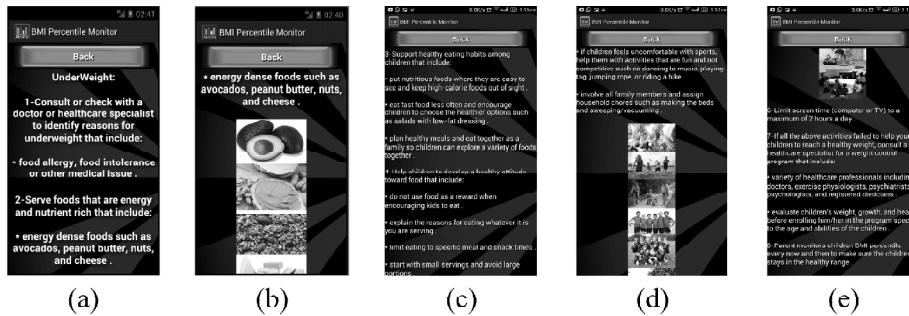 02:41
BMI Percentile Monitor
Back
UnderWeight:
1-Consult or check with a
doctor or healthcare specialist
to identify reasons for
underweight that include:
- food allergy, food intolerance
or other medical issue .
2-Serve foods that are energy
and nutrient rich that include:
* energy dense foods such as
avocados, peanut butter, nuts,
and cheese .
(a)
02:40
BMI Percentile Monitor
Back
* energy dense foods such as
avocados, peanut butter, nuts,
and cheese .
(b)
BMI Percentile Monitor
Back
3-Support healthy eating habits among
children that include:
• put nutritious foods where they are easy to
see and keep high-calorie foods out of sight .
• eat fast food less often and encourage
children to choose the healthier options such
as salads with low-fat dressing .
• plan healthy meals and eat together as a
family so children can explore a variety of foods
together .
4-Help children to develop a healthy attitude
toward food that include:
• do not use food as a reward when
encouraging kids to eat .
• explain the reasons for eating whatever it is
you are serving .
• limit eating to specific meal and snack times .
• start with small servings and avoid large
portions .
(c)
BMI Percentile Monitor
Back
• if children feels uncomfortable with sports,
help them with activities that are fun and not
competitive such as dancing to music, playing
tag, jumping rope, or riding a bike .
• involve all family members and assign
household chores such as making the beds
and sweeping/vacuuming .
(d)
BMI Percentile Monitor
Back
6-Limit screen time (computer or TV) to a
maximum of 2 hours a day .
7-If all the above activities failed to help your
children to reach a healthy weight, consult a
healthcare specialist for a weight control
program that include:
• variety of healthcare professionals includin
doctors, exercise physiologists, psychiatrists
psychologists, and registered dieticians .
• evaluate children's weight, growth, and hea
before enrolling him/her in the program spec
to the age and abilities of the children .
8-Parent monitors children BMI percentile
every now and then to make sure the children
stays in the healthy range
(e)